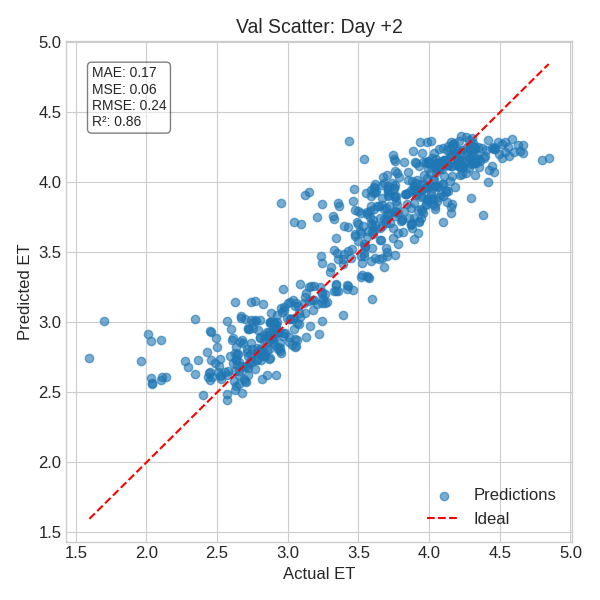 Val Scatter: Day +2
MAE: 0.17
MSE: 0.06
RMSE: 0.24
R²: 0.86
5.0
4.5
4.0
3.5
3.0
2.5
2.0
1.5
Predicted ET
Predictions
Ideal
1.5 2.0 2.5 3.0 3.5 4.0 4.5 5.0
Actual ET